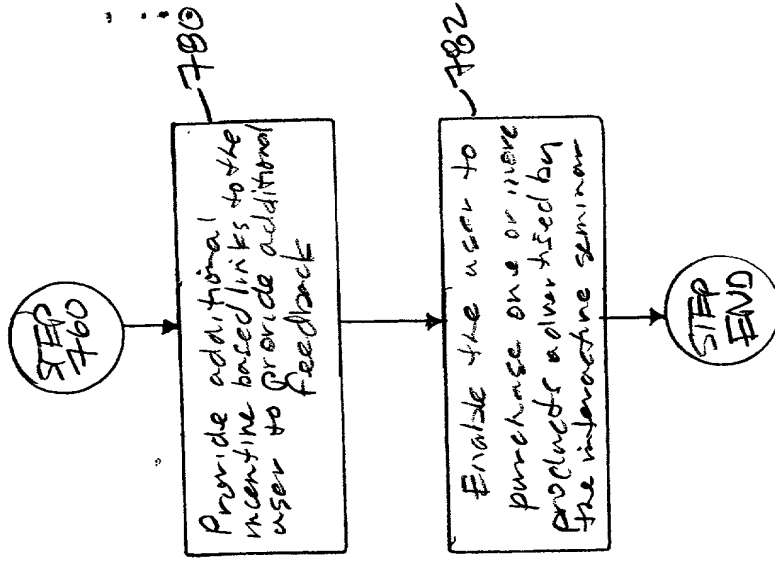 STEP
760
Provide additional
incentive based links to the
user to provide additional
feedback
780
Enable the user to
purchase one or more
products advertised by
the interactive seminar
782
STEP
END